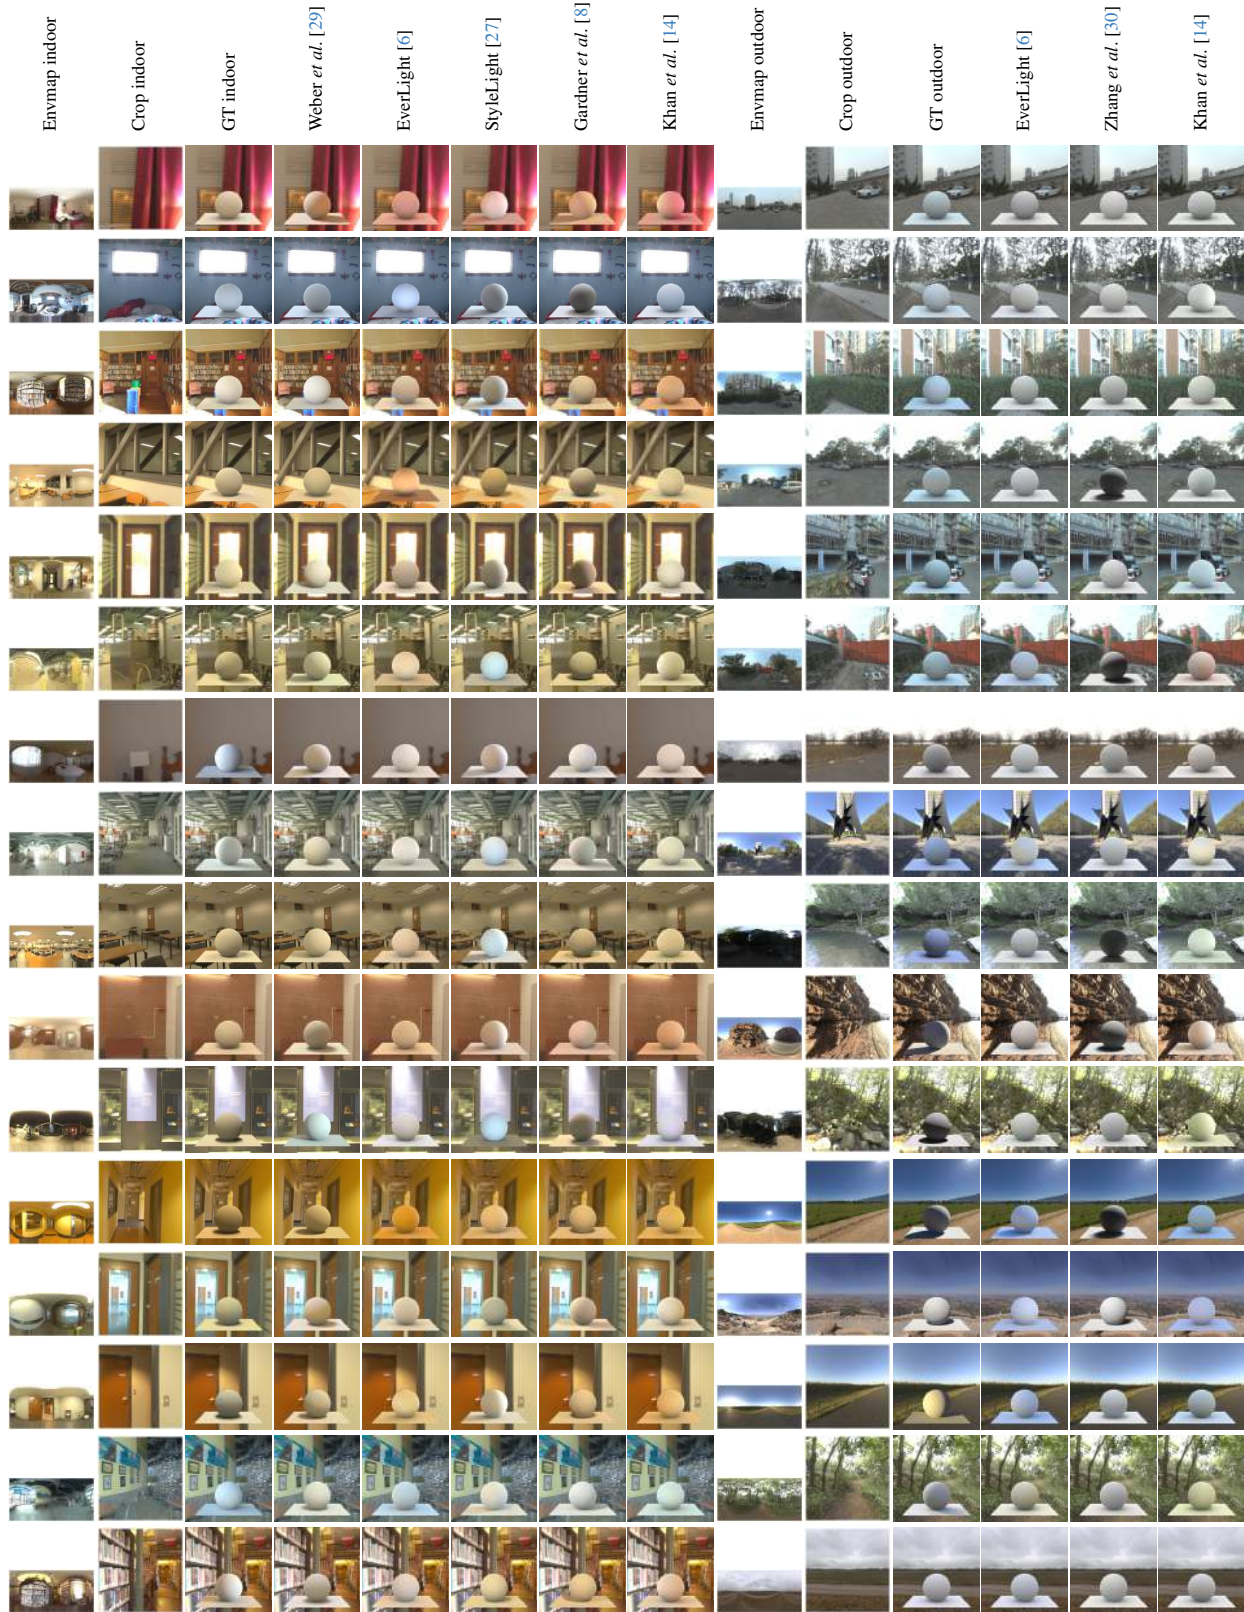 Envmap indoor
Crop indoor
GT indoor
Weber et al. [29]
EverLight [6]
StyleLight [27]
Gardner et al. [8]
Khan et al. [14]
Envmap outdoor
Crop outdoor
GT outdoor
EverLight [6]
Zhang et al. [30]
Khan et al. [14]